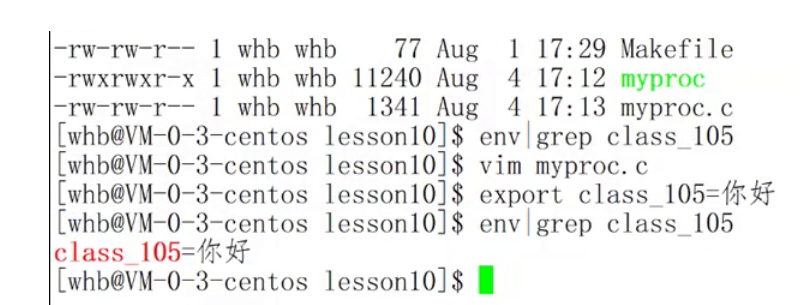 -rw-rw-r-- 1 whb whb    77 Aug  1 17:29 Makefile
-rwxrwxr-x 1 whb whb 11240 Aug  4 17:12 myproc
-rw-rw-r-- 1 whb whb  1341 Aug  4 17:13 myproc.c
[whb@VM-0-3-centos lesson10]$ env|grep class_105
[whb@VM-0-3-centos lesson10]$ vim myproc.c
[whb@VM-0-3-centos lesson10]$ export class_105=你好
[whb@VM-0-3-centos lesson10]$ env|grep class_105
class_105=你好
[whb@VM-0-3-centos lesson10]$